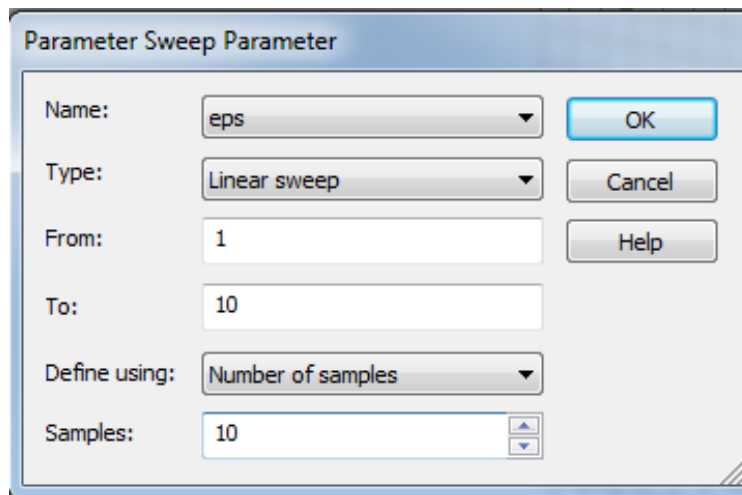 Parameter Sweep Parameter
Name: eps OK
Type: Linear sweep Cancel
From: 1 Help
To: 10
Define using: Number of samples
Samples: 10